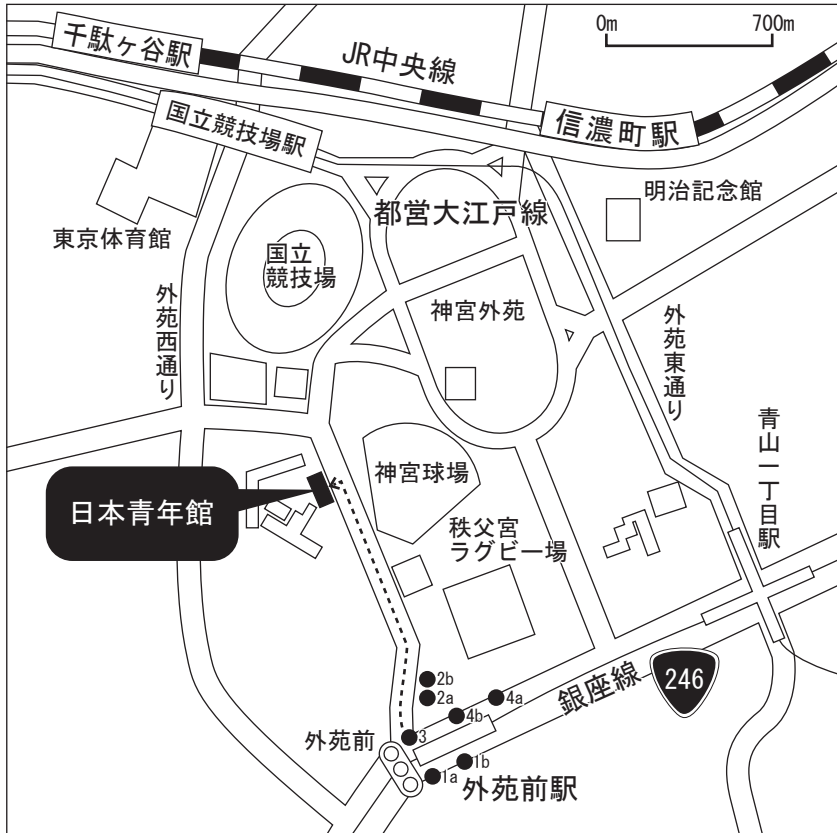 0m 700m
千駄ヶ谷駅
JR中央線
信濃町駅
国立競技場駅
明治記念館
都営大江戸線
東京体育館
国立
競技場
外苑西通り
神宮外苑
外苑東通り
青山一丁目駅
神宮球場
日本青年館
秩父宮
ラグビー場
246
銀座線
2b
2a
4a
4b
3
外苑前
1b
1a
外苑前駅